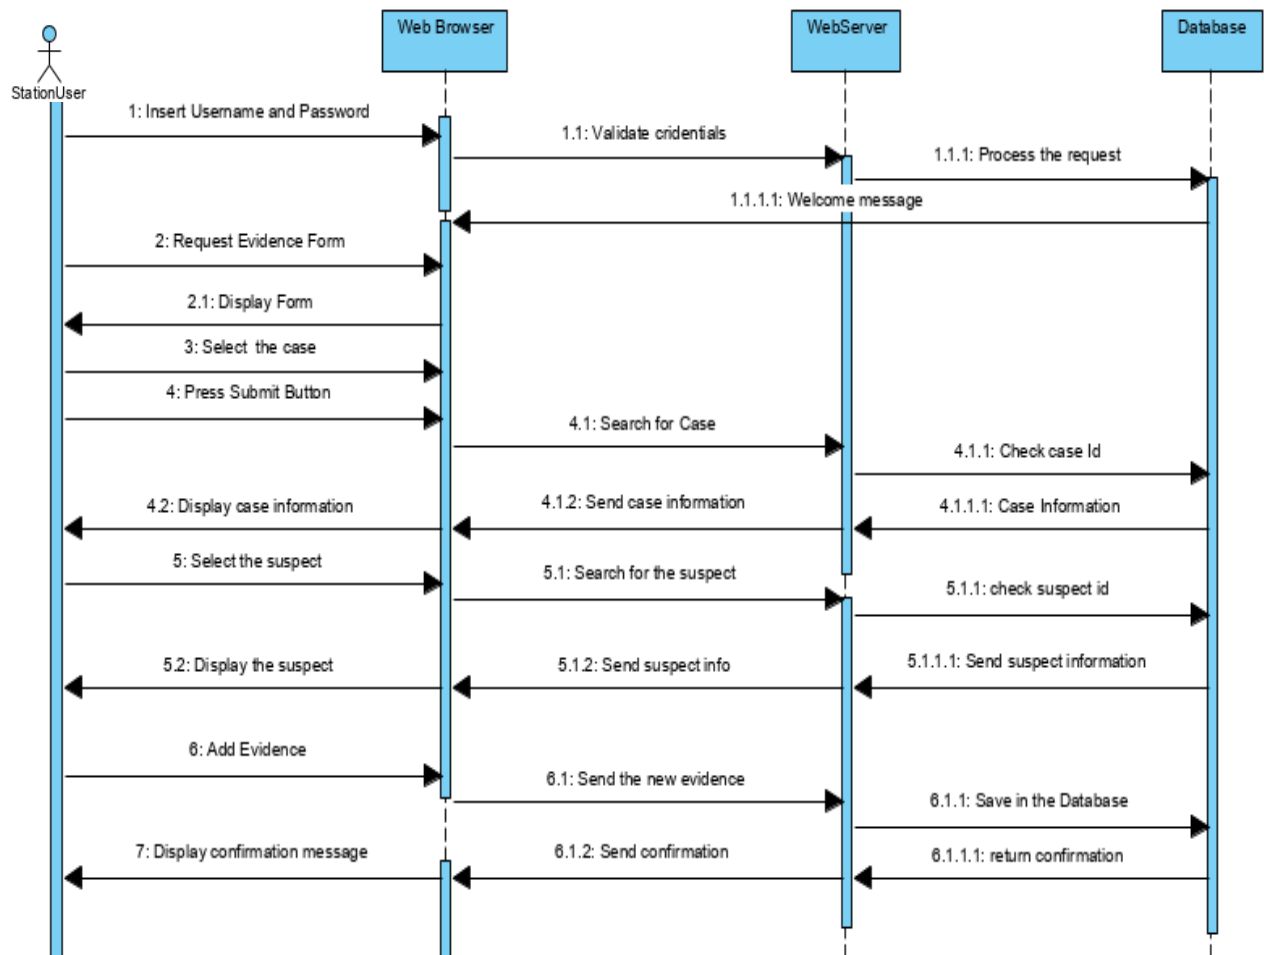 Web Browser
WebServer
Database
StationUser
1: Insert Username and Password
1.1: Validate cridentials
1.1.1: Process the request
1.1.1.1: Welcome message
2: Request Evidence Form
2.1: Display Form
3: Select the case
4: Press Submit Button
4.1: Search for Case
4.1.1: Check case Id
4.2: Display case information
4.1.2: Send case information
4.1.1.1: Case Information
5: Select the suspect
5.1: Search for the suspect
5.1.1: check suspect id
5.2: Display the suspect
5.1.2: Send suspect info
5.1.1.1: Send suspect information
6: Add Evidence
6.1: Send the new evidence
6.1.1: Save in the Database
7: Display confirmation message
6.1.2: Send confirmation
6.1.1.1: return confirmation